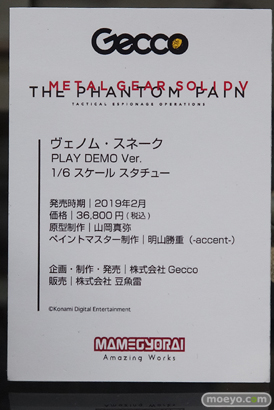 Gecco
METAL GEAR SOLID V
THE PHANTOM PAIN
TACTICAL ESPIONAGE OPERATIONS
ヴェノム・スネーク
PLAY DEMO Ver.
1/6 スケール スタチュー
発売時期｜2019年2月
価格｜36,800円(税込)
原型制作｜山岡真弥
ペイントマスター制作｜明山勝重(-accent-)
企画・制作・発売｜株式会社 Gecco
販売｜株式会社 豆魚雷
©Konami Digital Entertainment
MAMEGYORAI
Amazing Works
moeyo.com